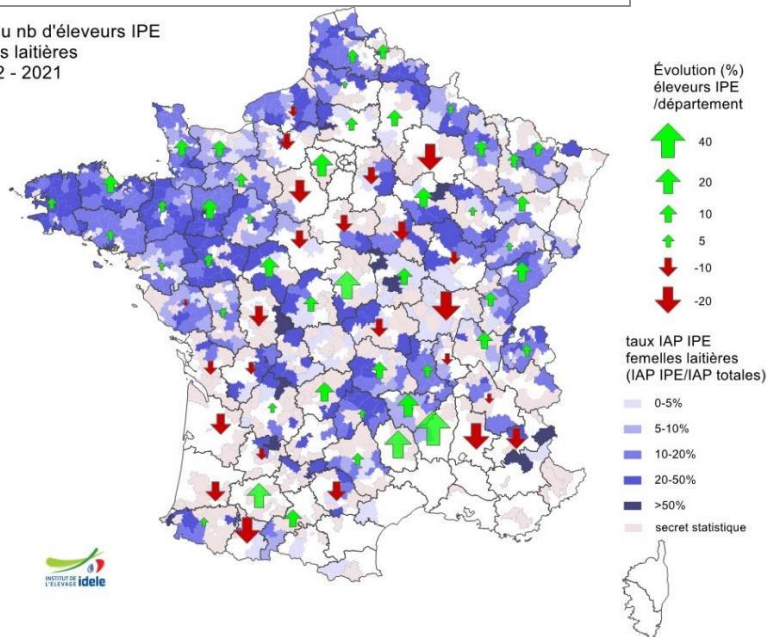 u nb d'éleveurs IPE
s laitières
2 - 2021
Évolution (%)
éleveurs IPE
/département
40
20
10
5
-10
-20
taux IAP IPE
femelles laitières
(IAP IPE/IAP totales)
0-5%
5-10%
10-20%
20-50%
>50%
secret statistique
INSTITUT DE
L'ELEVAGE idele